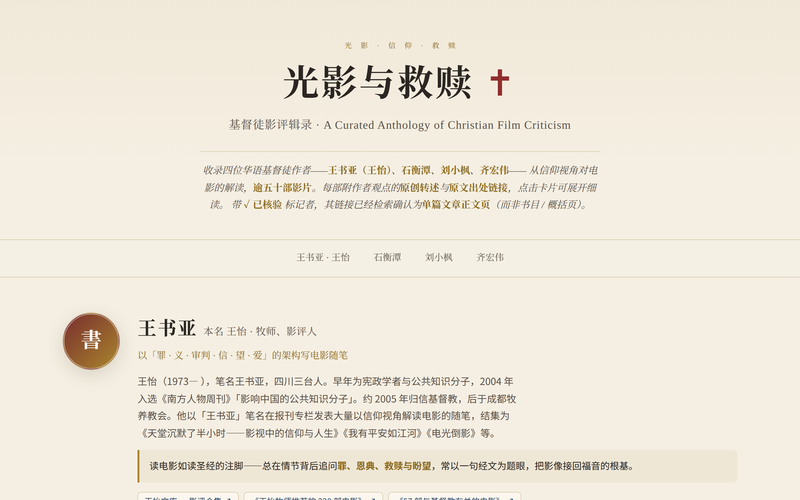 光 影 · 信 仰 · 救 赎
光影与救赎 ✝
基督徒影评辑录 · A Curated Anthology of Christian Film Criticism
收录四位华语基督徒作者——王书亚（王怡）、石衡潭、刘小枫、齐宏伟—— 从信仰视角对电
影的解读，逾五十部影片。每部附作者观点的原创转述与原文出处链接，点击卡片可展开细
读。 带 ✓ 已核验 标记者，其链接已经检索确认为单篇文章正文页（而非书目 / 概括页）。
王书亚 · 王怡 石衡潭 刘小枫 齐宏伟
書
王书亚 本名 王怡 · 牧师、影评人
以「罪 · 义 · 审判 · 信 · 望 · 爱」的架构写电影随笔
王怡（1973— ），笔名王书亚，四川三台人。早年为宪政学者与公共知识分子，2004 年
入选《南方人物周刊》「影响中国的公共知识分子」。约 2005 年归信基督教，后于成都牧
养教会。他以「王书亚」笔名在报刊专栏发表大量以信仰视角解读电影的随笔，结集为
《天堂沉默了半小时——影视中的信仰与人生》《我有平安如江河》《电光倒影》等。
读电影如读圣经的注脚——总在情节背后追问罪、恩典、救赎与盼望，常以一句经文为题眼，把影像接回福音的根基。